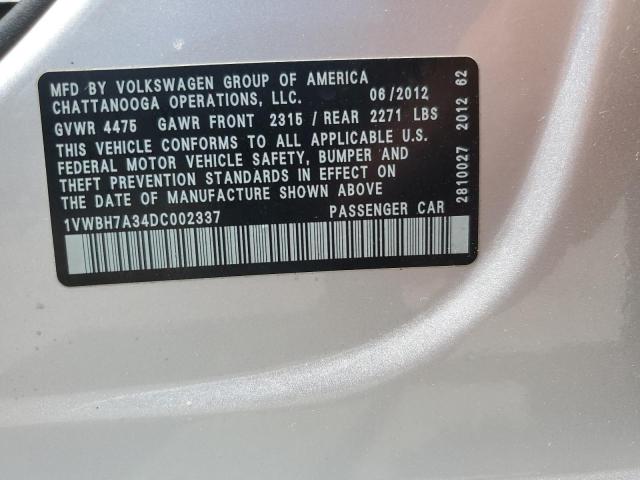 MFD BY VOLKSWAGEN GROUP OF AMERICA
CHATTANOOGA OPERATIONS, LLC. 06/2012
GVWR 4475 GAWR FRONT 2315 / REAR 2271 LBS
THIS VEHICLE CONFORMS TO ALL APPLICABLE U.S.
FEDERAL MOTOR VEHICLE SAFETY, BUMPER AND
THEFT PREVENTION STANDARDS IN EFFECT ON
THE DATE OF MANUFACTURE SHOWN ABOVE
1VWBH7A34DC002337 PASSENGER CAR
2810027 2012 62